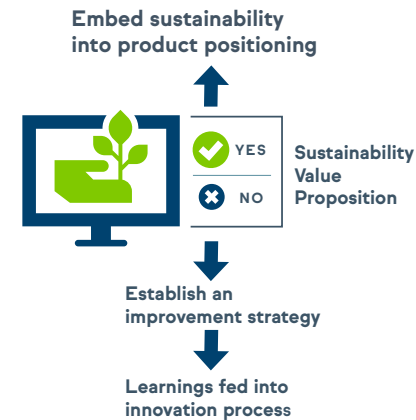 Embed sustainability
into product positioning
YES
NO
Sustainability
Value
Proposition
Establish an
improvement strategy
Learnings fed into
innovation process